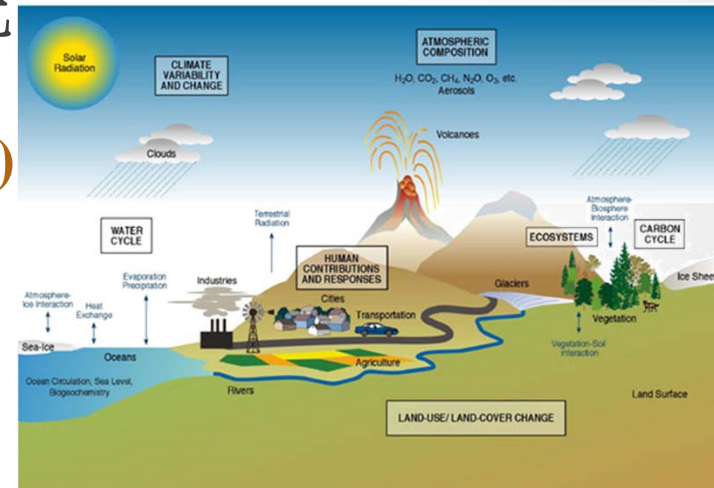 Solar
Radiation
CLIMATE
VARIABILITY
AND CHANGE
ATMOSPHERIC
COMPOSITION
H₂O, CO₂, CH₄, N₂O, O₃, etc.
Aerosols
Clouds
Volcanoes
WATER
CYCLE
Terrestrial
Radiation
Atmosphere-
Biosphere
Interaction
ECOSYSTEMS
CARBON
CYCLE
HUMAN
CONTRIBUTIONS
AND RESPONSES
Atmosphere-
Ice Interaction
Heat
Exchange
Evaporation
Precipitation
Industries
Cities
Transportation
Glaciers
Ice Sheet
Vegetation
Sea-Ice
Oceans
Agriculture
Vegetation-Soil
Interaction
Ocean Circulation, Sea Level,
Biogeochemistry
Rivers
Land Surface
LAND-USE/ LAND-COVER CHANGE